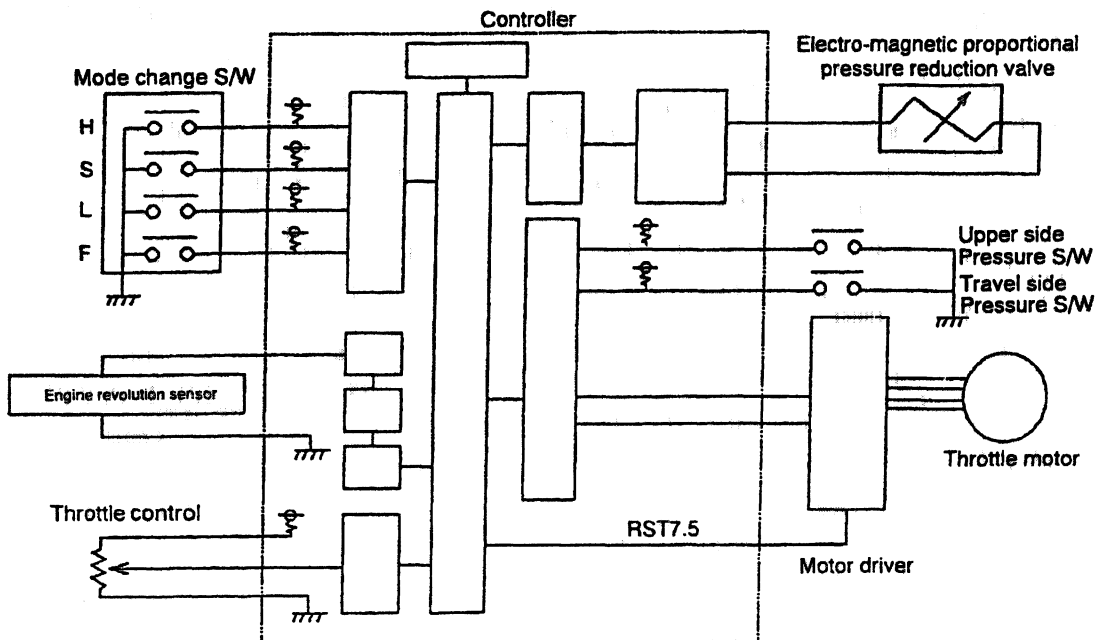 Controller
Mode change S/W
H
S
L
F
Electro-magnetic proportional
pressure reduction valve
Upper side
Pressure S/W
Travel side
Pressure S/W
Engine revolution sensor
Throttle motor
Throttle control
RST7.5
Motor driver